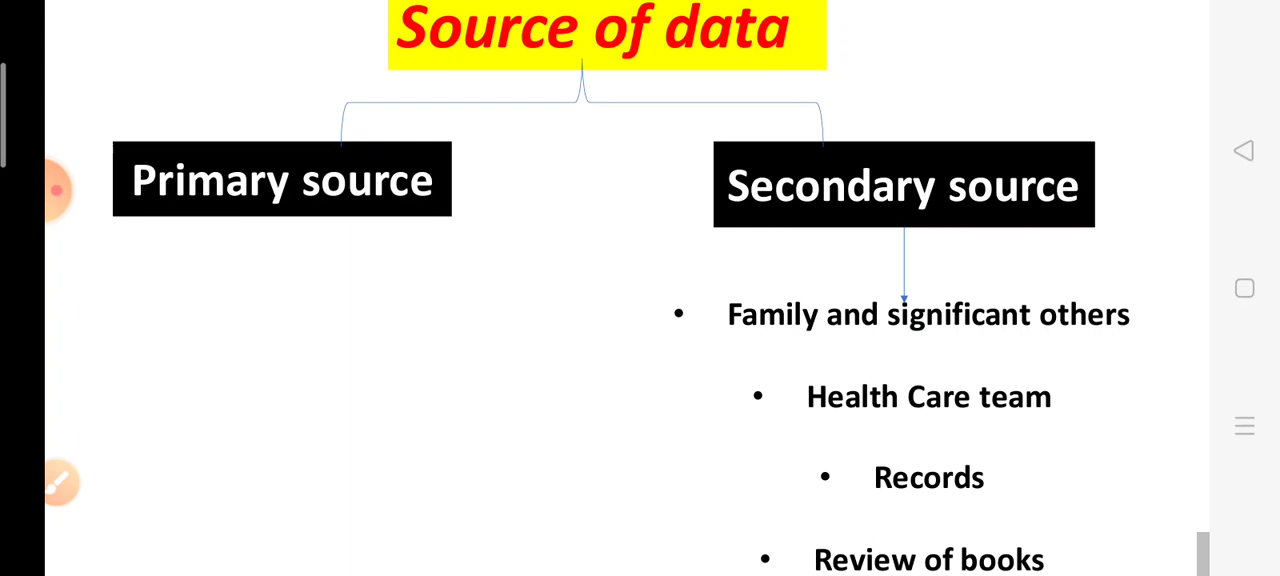 Source of data
Primary source
Secondary source
• Family and significant others
• Health Care team
• Records
• Review of books